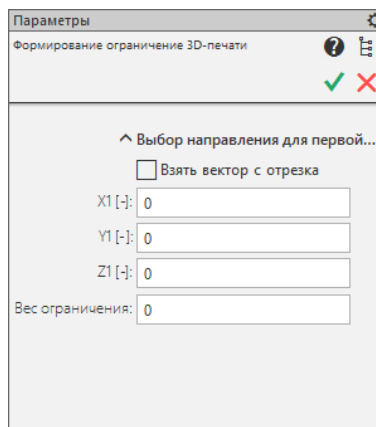 Параметры
Формирование ограничение 3D-печати
Выбор направления для первой...
Взять вектор с отрезка
X1 [-]: 0
Y1 [-]: 0
Z1 [-]: 0
Вес ограничения: 0